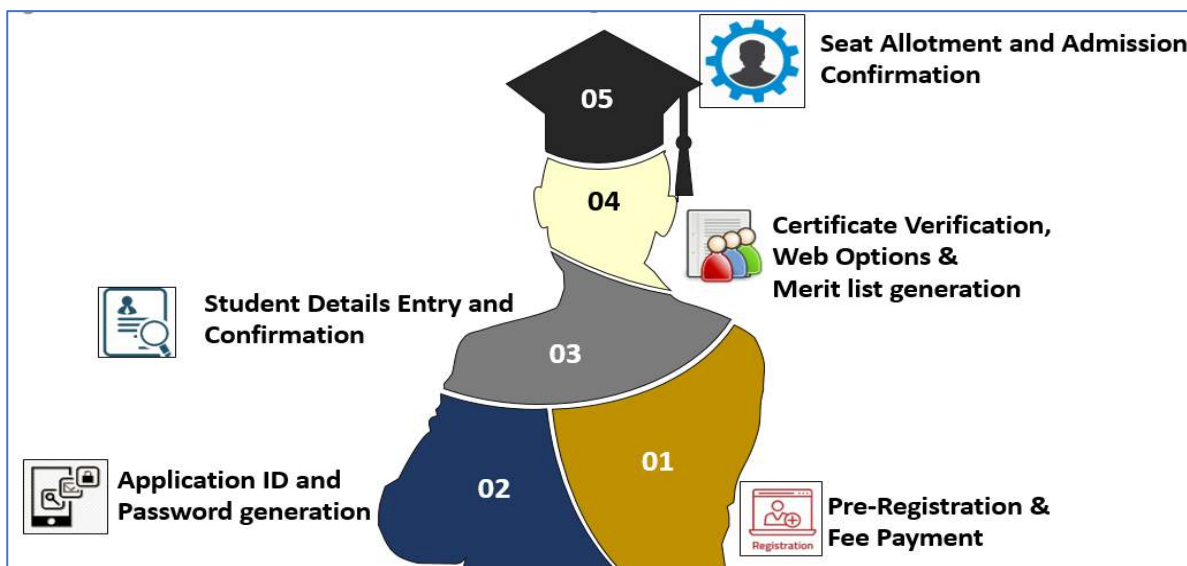 05
Seat Allotment and Admission
Confirmation
04
Certificate Verification,
Web Options &
Merit list generation
Student Details Entry and
Confirmation
03
Application ID and
Password generation
02
01
Registration
Pre-Registration &
Fee Payment